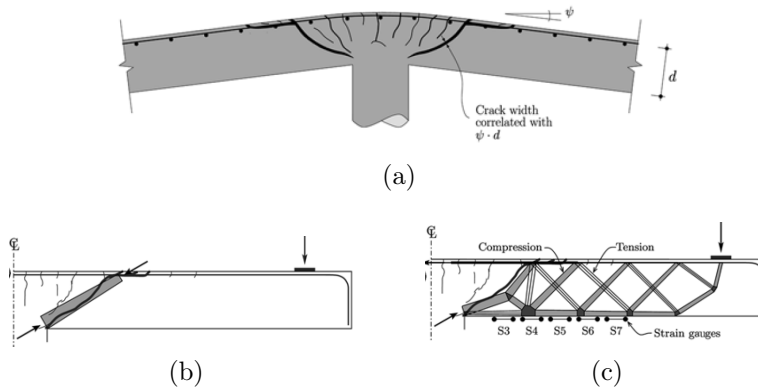 ψ
d
Crack width
correlated with
ψ · d
(a)
℄
℄
Compression
Tension
S3 S4 S5 S6 S7
Strain gauges
(b)
(c)